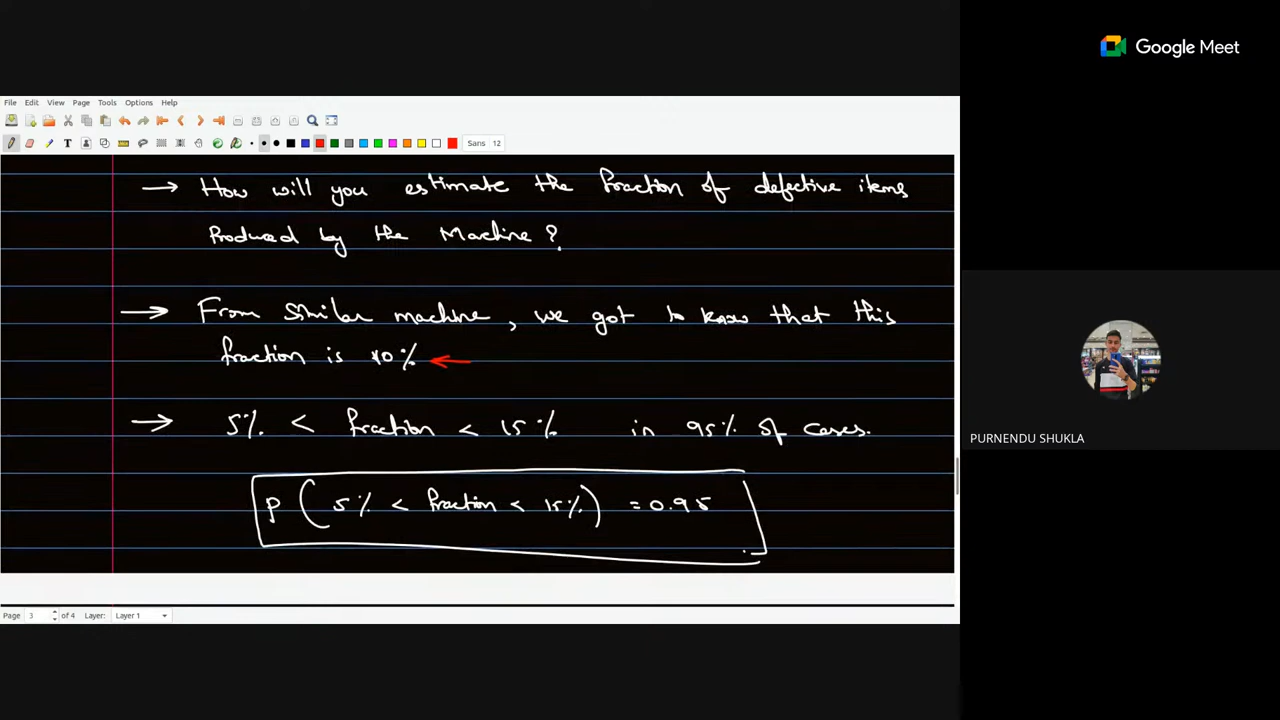 Google Meet
File Edit View Page Tools Options Help
Sans 12
→ How will you estimate the fraction of defective items
Produced by the Machine ?
→ From similar machine, we got to know that this
fraction is 10% ←
→ 5% < fraction < 15% in 95% of cases.
P ( 5% < fraction < 15% ) = 0.95
PURNENDU SHUKLA
Page 3 of 4 Layer: Layer 1